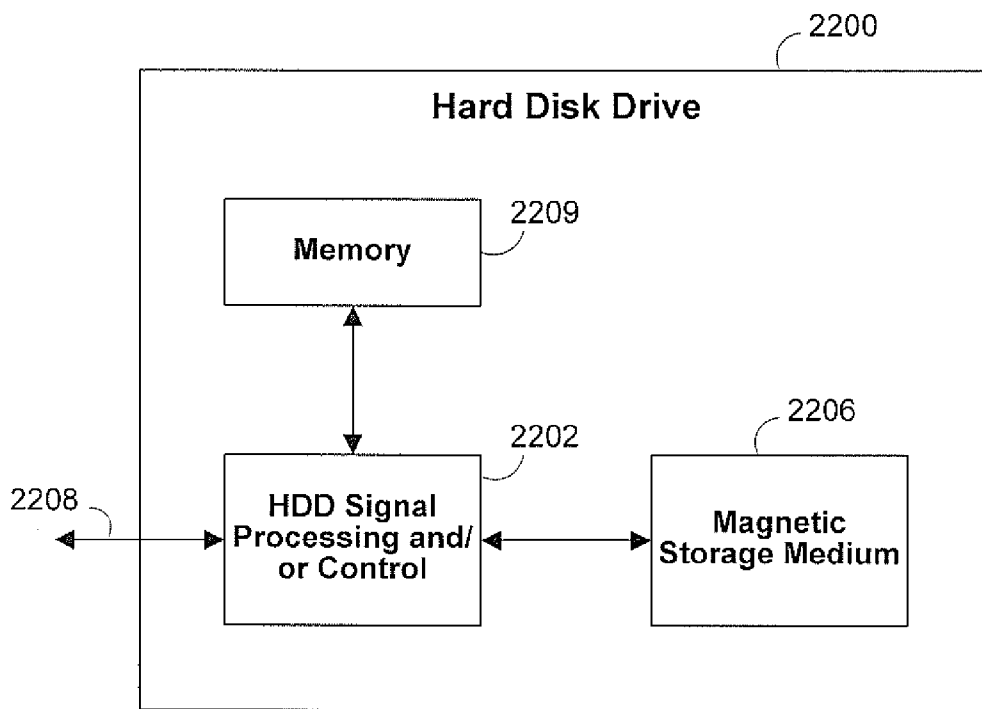 2200
Hard Disk Drive
2209
Memory
2202
2206
2208
HDD Signal
Processing and/
or Control
Magnetic
Storage Medium